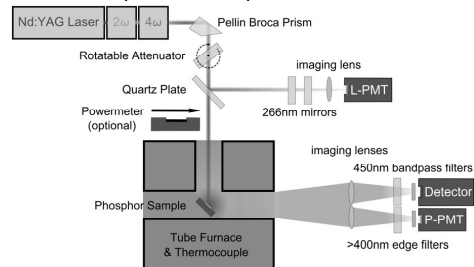 Nd:YAG Laser
2ω
4ω
Pellin Broca Prism
Rotatable Attenuator
imaging lens
Quartz Plate
L-PMT
Powermeter
(optional)
266nm mirrors
imaging lenses
450nm bandpass filters
Detector
Phosphor Sample
P-PMT
Tube Furnace
& Thermocouple
>400nm edge filters